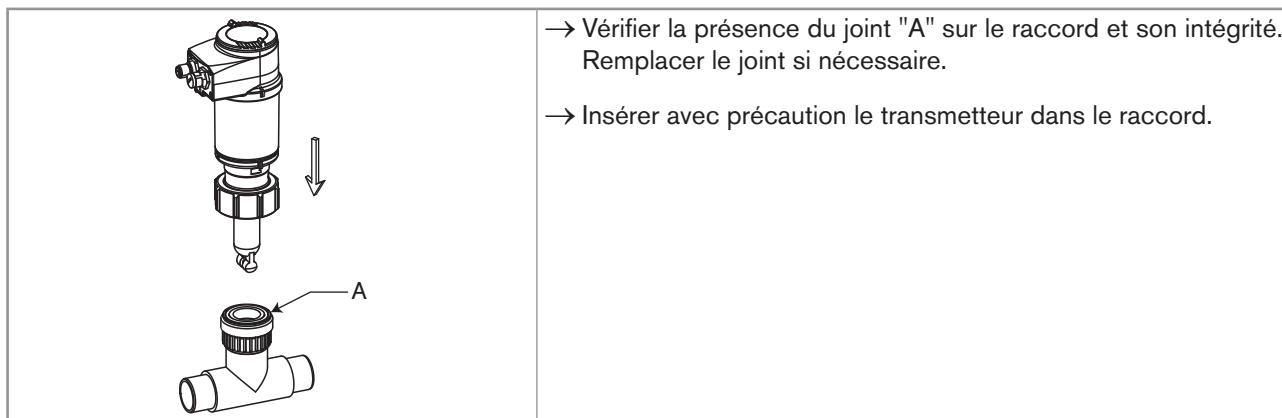 → Vérifier la présence du joint "A" sur le raccord et son intégrité.
Remplacer le joint si nécessaire.
→ Insérer avec précaution le transmetteur dans le raccord.
A